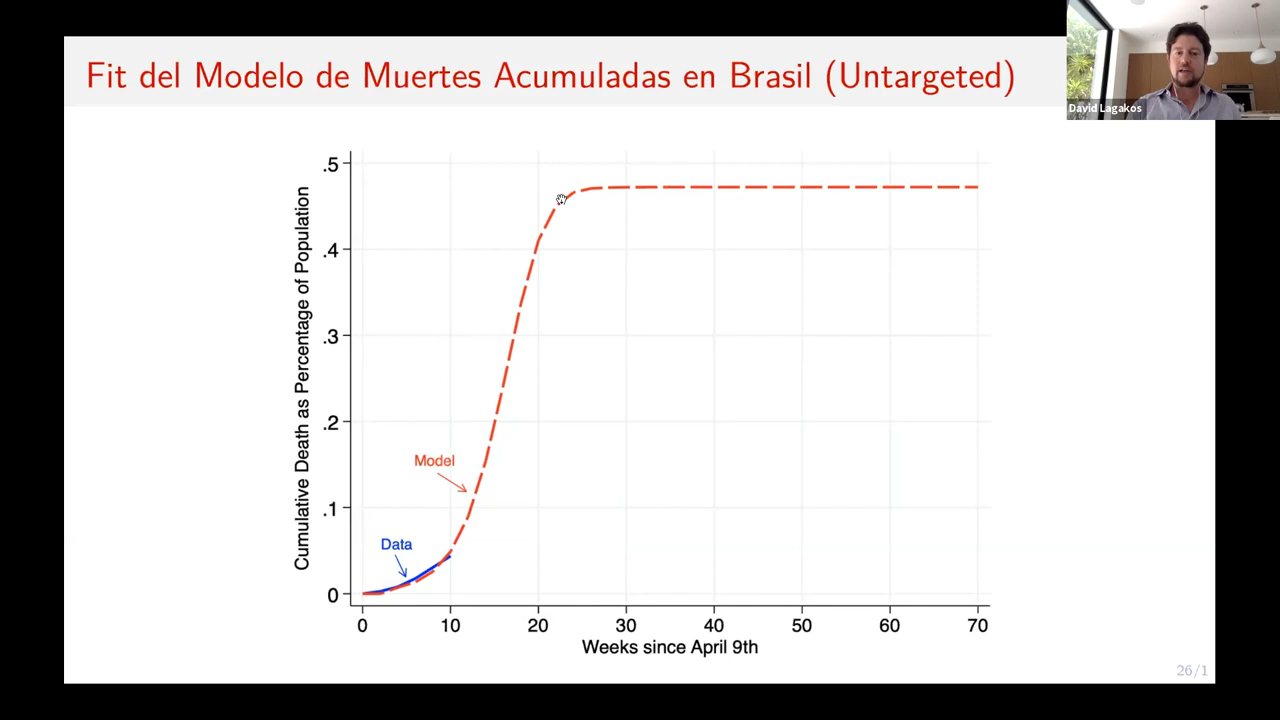 Fit del Modelo de Muertes Acumuladas en Brasil (Untargeted)
David Lagakos
Cumulative Death as Percentage of Population
.5
.4
.3
.2
.1
0
Model
Data
0 10 20 30 40 50 60 70
Weeks since April 9th
26/1